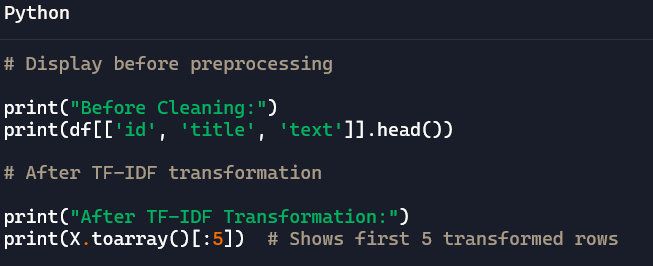 Python
# Display before preprocessing
print("Before Cleaning:")
print(df[['id', 'title', 'text']].head())
# After TF-IDF transformation
print("After TF-IDF Transformation:")
print(X.toarray()[:5])  # Shows first 5 transformed rows